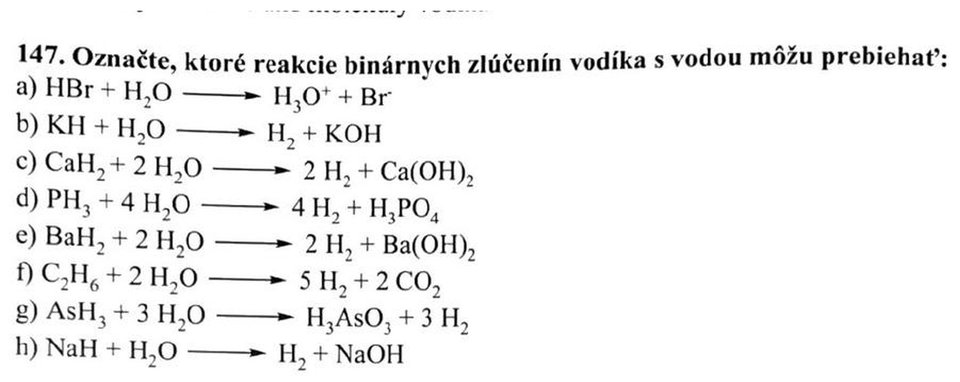 147. Označte, ktoré reakcie binárnych zlúčenín vodíka s vodou môžu prebiehať:
a) HBr + H₂O ⟶ H₃O⁺ + Br⁻
b) KH + H₂O ⟶ H₂ + KOH
c) CaH₂ + 2 H₂O ⟶ 2 H₂ + Ca(OH)₂
d) PH₃ + 4 H₂O ⟶ 4 H₂ + H₃PO₄
e) BaH₂ + 2 H₂O ⟶ 2 H₂ + Ba(OH)₂
f) C₂H₆ + 2 H₂O ⟶ 5 H₂ + 2 CO₂
g) AsH₃ + 3 H₂O ⟶ H₃AsO₃ + 3 H₂
h) NaH + H₂O ⟶ H₂ + NaOH